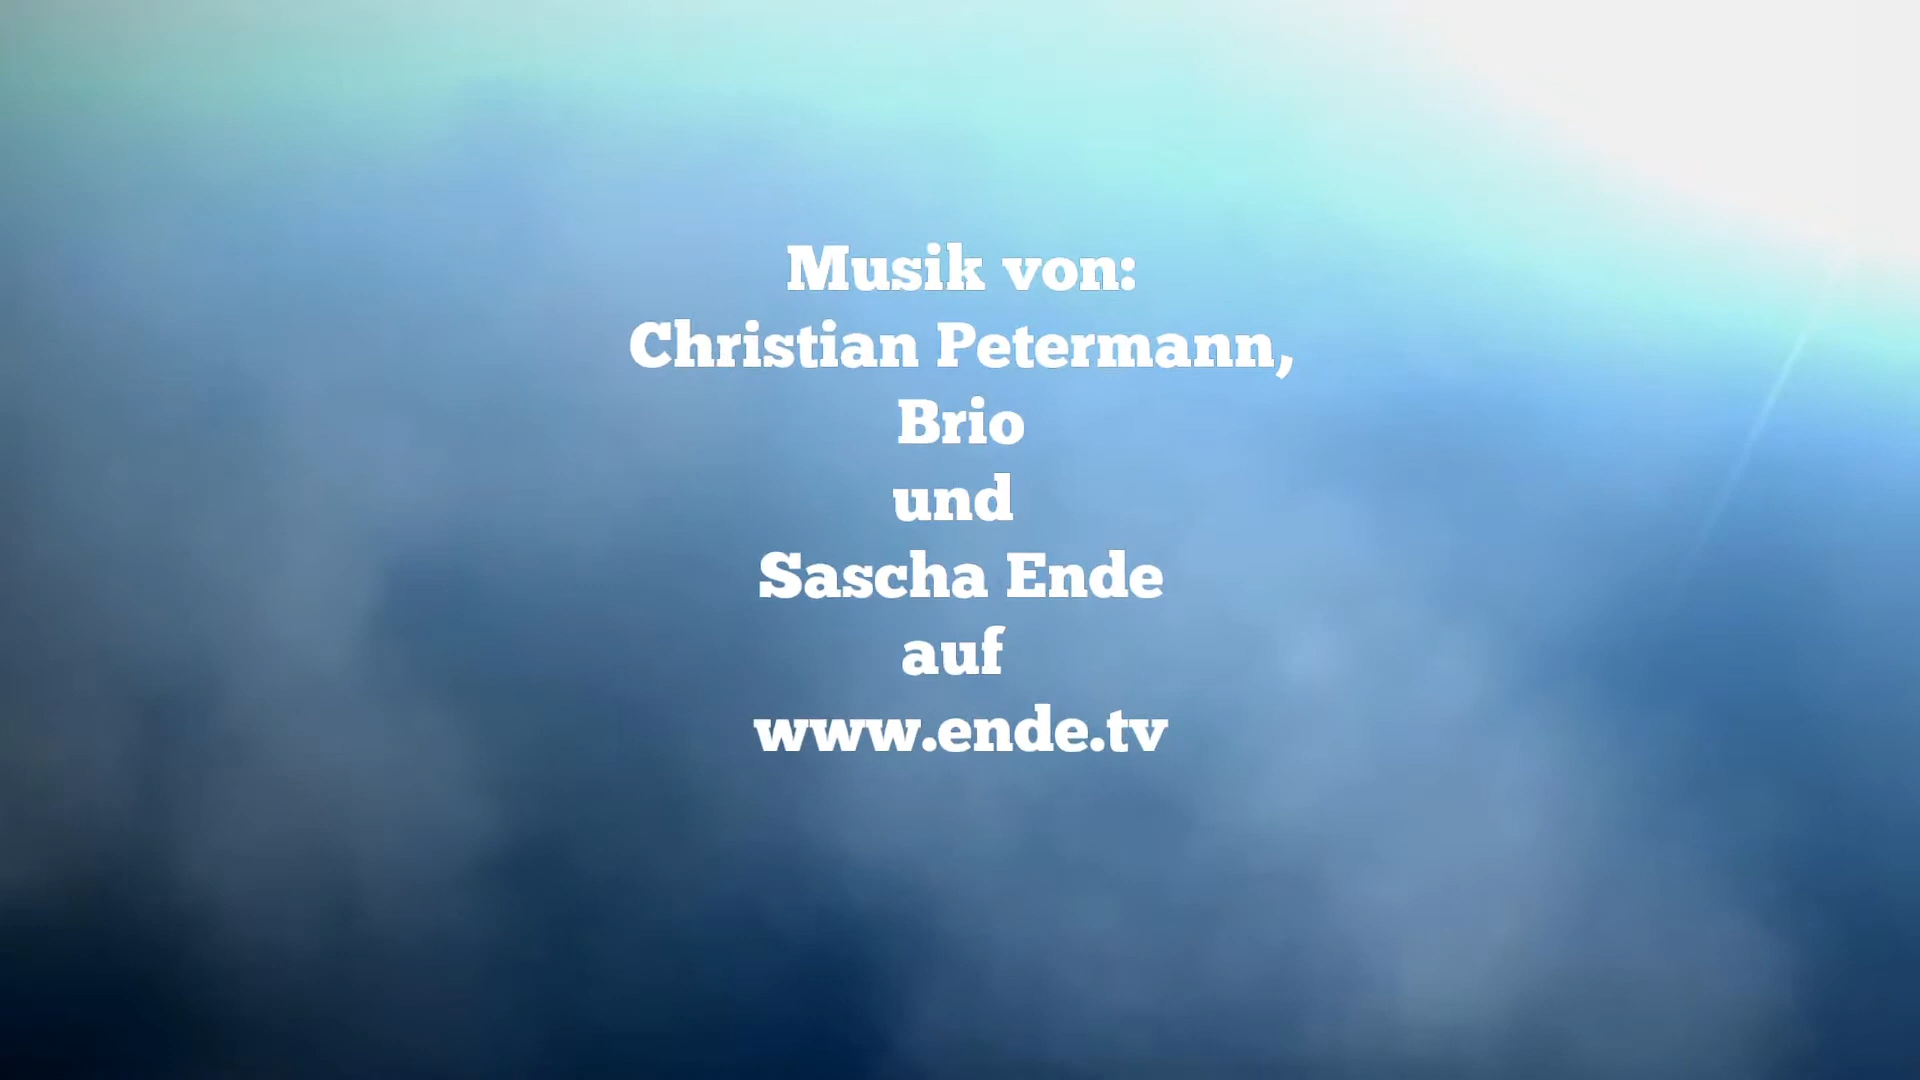 Musik von:
Christian Petermann,
Brio
und
Sascha Ende
auf
www.ende.tv